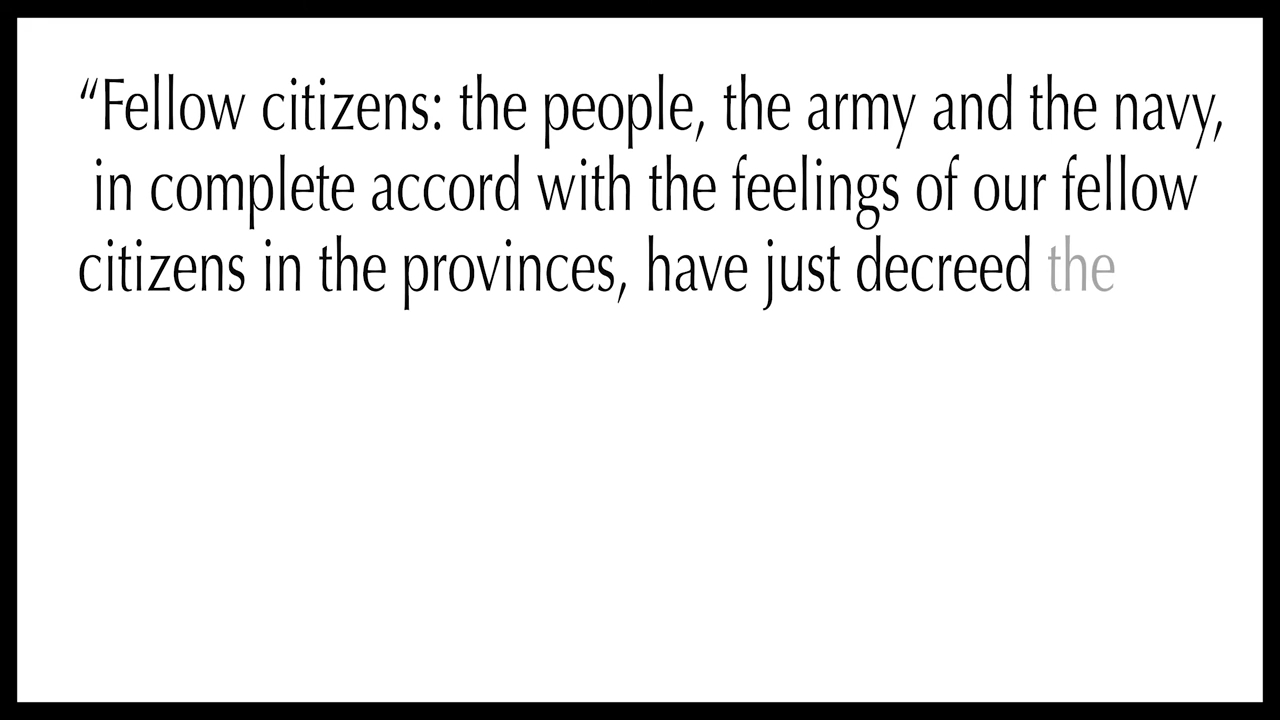 “Fellow citizens: the people, the army and the navy,
in complete accord with the feelings of our fellow
citizens in the provinces, have just decreed the